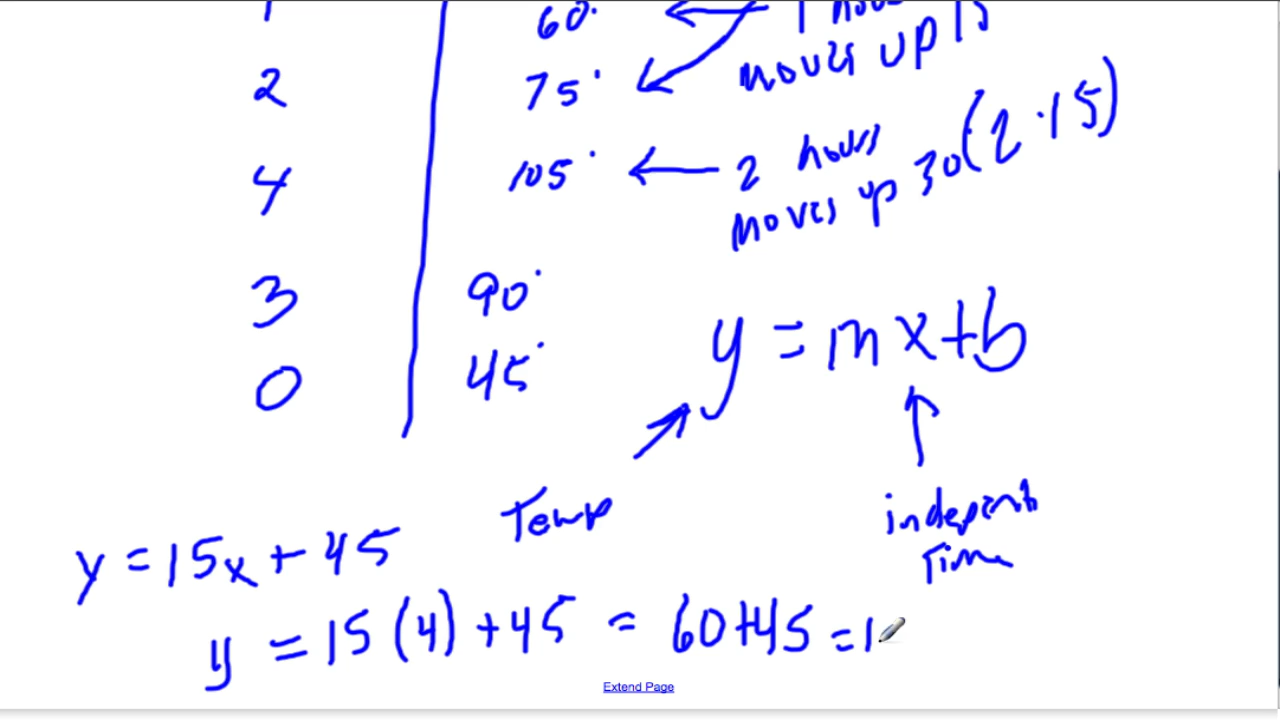 1 60° 1 hour
moves up 15
2 75°
4 105° 2 hours
moves up 30 (2·15)
3 90°
y = mx+b
0 45°
Temp
Time
y = 15x + 45
y = 15(4) + 45 = 60+45 = 1
Extend Page